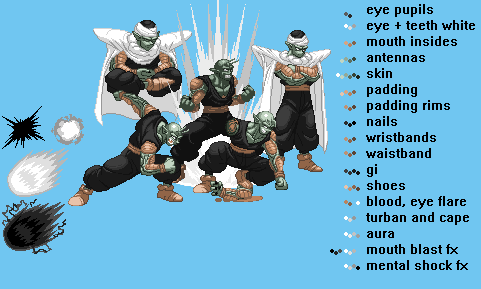 eye pupils
eye + teeth white
mouth insides
antennas
skin
padding
padding rims
nails
wristbands
waistband
gi
shoes
blood, eye flare
turban and cape
aura
mouth blast fx
mental shock fx